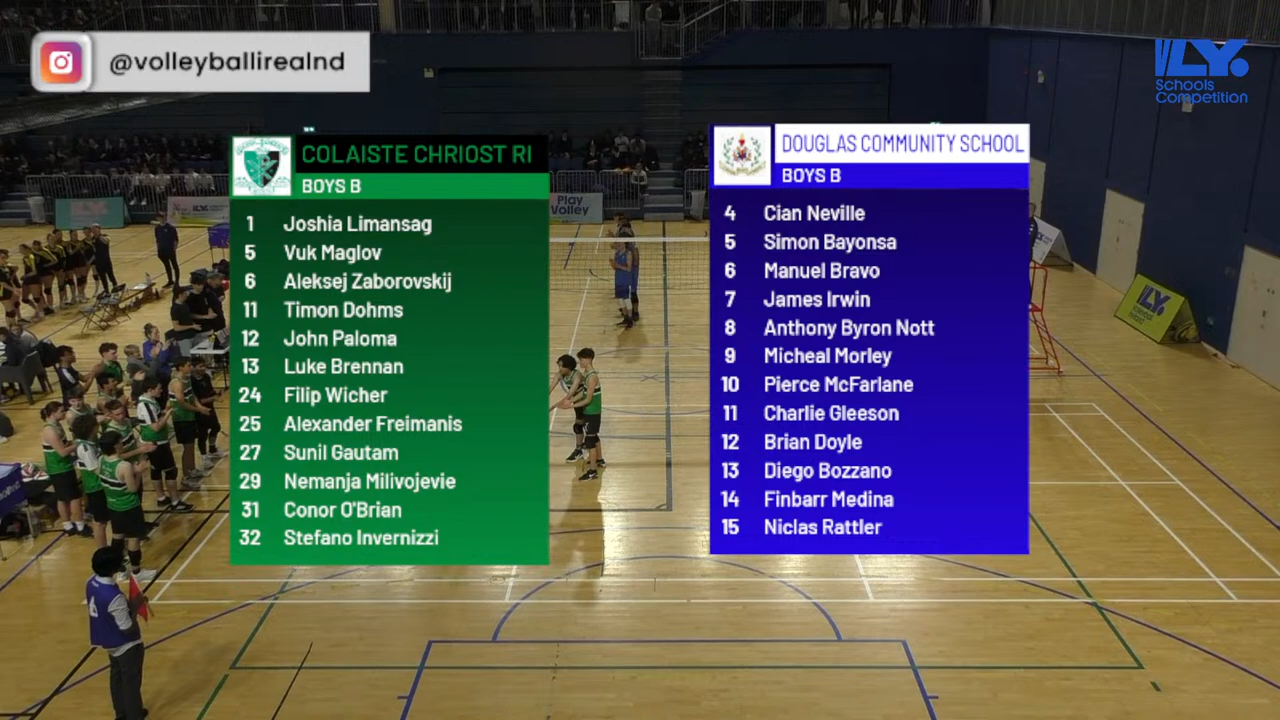 @volleyballirealnd
VLY.
Schools
Competition
COLAISTE CHRIOST RI
BOYS B
1 Joshia Limansag
5 Vuk Maglov
6 Aleksej Zaborovskij
11 Timon Dohms
12 John Paloma
13 Luke Brennan
24 Filip Wicher
25 Alexander Freimanis
27 Sunil Gautam
29 Nemanja Milivojevie
31 Conor O'Brian
32 Stefano Invernizzi
DOUGLAS COMMUNITY SCHOOL
BOYS B
4 Cian Neville
5 Simon Bayonsa
6 Manuel Bravo
7 James Irwin
8 Anthony Byron Nott
9 Micheal Morley
10 Pierce McFarlane
11 Charlie Gleeson
12 Brian Doyle
13 Diego Bozzano
14 Finbarr Medina
15 Niclas Rattler
Play
Volley
VLY.